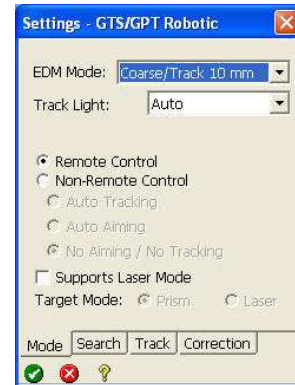 Settings - GTS/GPT Robotic
EDM Mode: Coarse/Track 10 mm
Track Light: Auto
Remote Control
Non-Remote Control
Auto Tracking
Auto Aiming
No Aiming / No Tracking
Supports Laser Mode
Target Mode: Prism Laser
Mode Search Track Correction